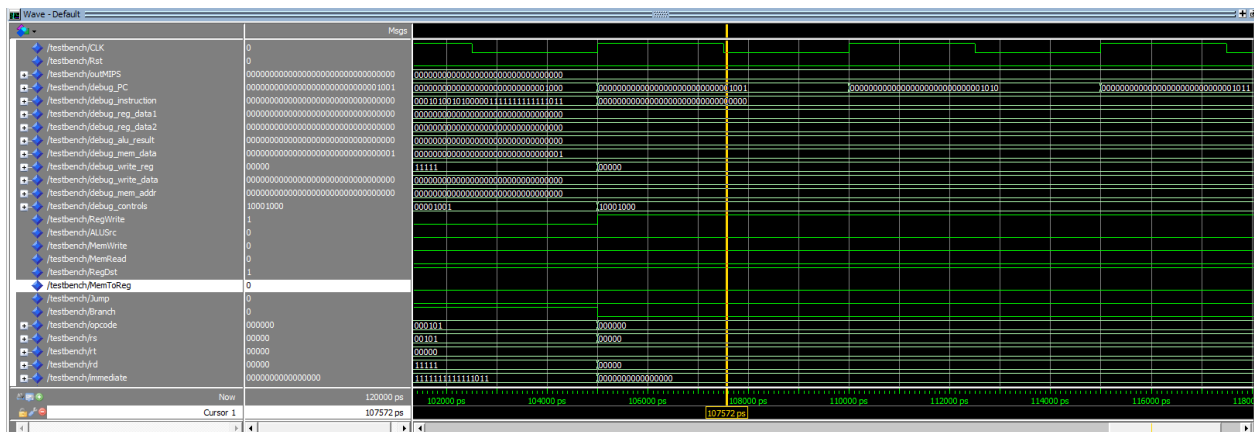 Wave - Default
Msgs
/testbench/CLK 0
/testbench/Rst 0
/testbench/outMIPS 00000000000000000000000000000000 00000000000000000000000000000000
/testbench/debug_PC 00000000000000000000000000001001 00000000000000000000000000001000 00000000000000000000000000001001 00000000000000000000000000001010 00000000000000000000000000001011
/testbench/debug_instruction 00000000000000000000000000000000 00010100101000001111111111111011 00000000000000000000000000000000
/testbench/debug_reg_data1 00000000000000000000000000000000 00000000000000000000000000000000
/testbench/debug_reg_data2 00000000000000000000000000000000 00000000000000000000000000000000
/testbench/debug_alu_result 00000000000000000000000000000000 00000000000000000000000000000000
/testbench/debug_mem_data 00000000000000000000000000000001 00000000000000000000000000000001
/testbench/debug_write_reg 00000 11111 00000
/testbench/debug_write_data 00000000000000000000000000000000 00000000000000000000000000000000
/testbench/debug_mem_addr 00000000000000000000000000000000 00000000000000000000000000000000
/testbench/debug_controls 10001000 00001001 10001000
/testbench/RegWrite 1
/testbench/ALUSrc 0
/testbench/MemWrite 0
/testbench/MemRead 0
/testbench/RegDst 1
/testbench/MemToReg 0
/testbench/Jump 0
/testbench/Branch 0
/testbench/opcode 000000 000101 000000
/testbench/rs 00000 00101 00000
/testbench/rt 00000 00000
/testbench/rd 00000 11111 00000
/testbench/immediate 0000000000000000 1111111111111011 0000000000000000
Now 120000 ps 102000 ps 104000 ps 106000 ps 108000 ps 110000 ps 112000 ps 114000 ps 116000 ps 1180
Cursor 1 107572 ps 107572 ps